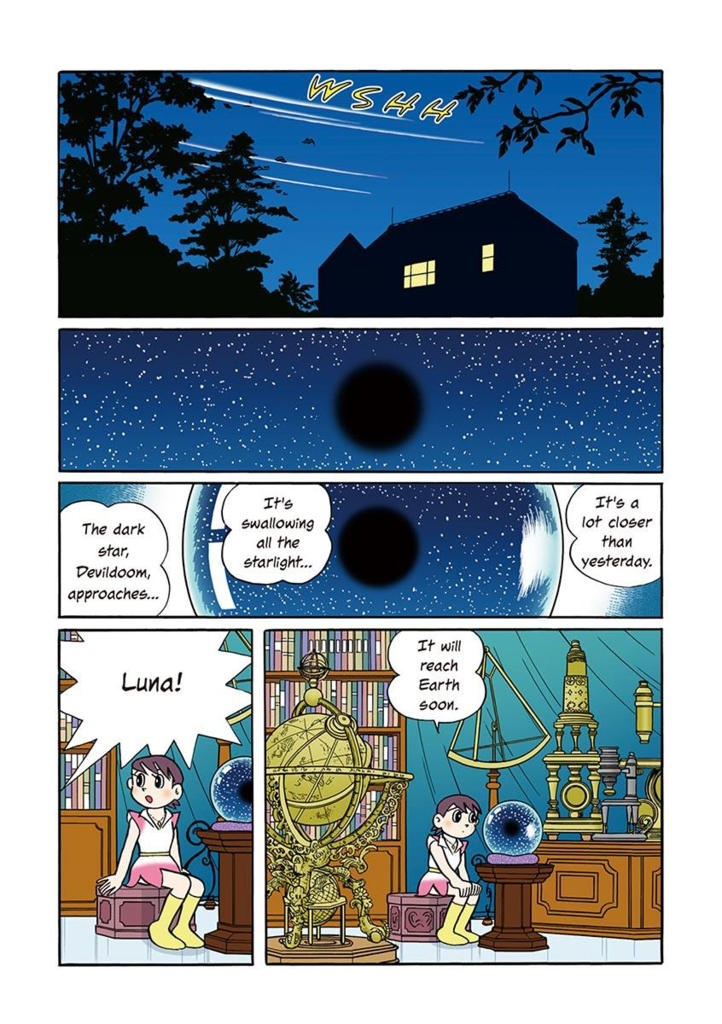 WSHH
It's a
lot closer
than
yesterday.
It's
swallowing
all the
starlight...
The dark
star,
Devildoom,
approaches...
It will
reach
Earth
soon.
Luna!